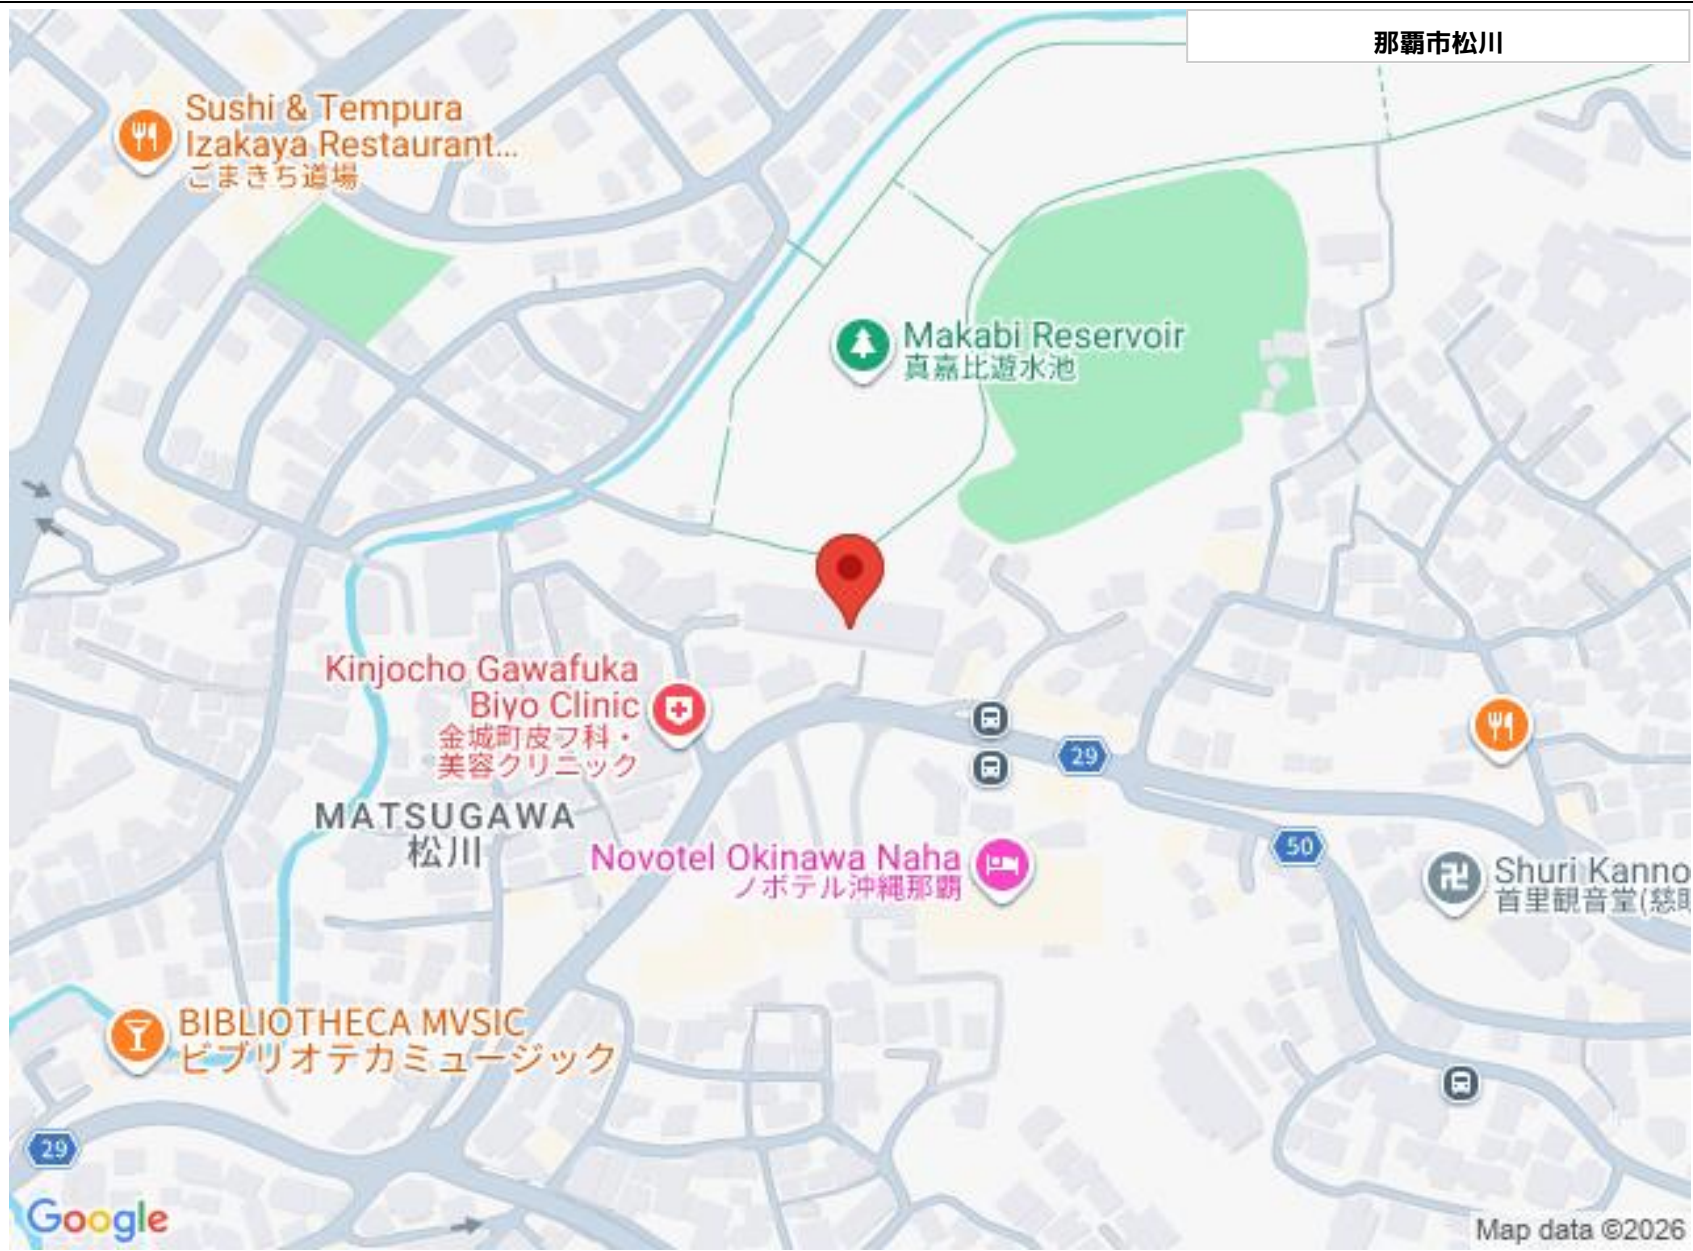 那覇市松川
Sushi & Tempura
Izakaya Restaurant...
ごまきち道場
Makabi Reservoir
真嘉比遊水池
Kinjocho Gawafuka
Biyo Clinic
金城町皮フ科・
美容クリニック
29
MATSUGAWA
松川
Novotel Okinawa Naha
ノボテル沖縄那覇
50
Shuri Kanno
首里観音堂(慈眼
BIBLIOTHECA MVSIC
ビブリオテカミュージック
29
Google
Map data ©2026